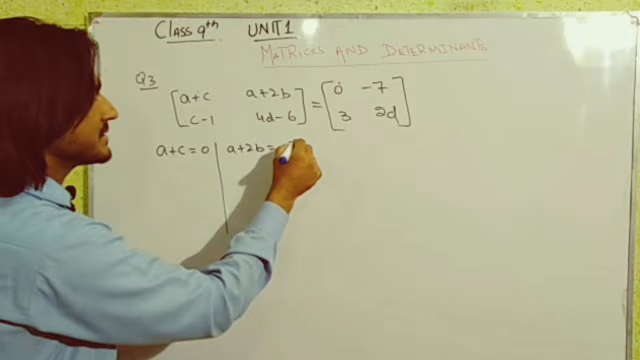 Class 9th UNIT 1
MATRICES AND DETERMINANTS
Q3
[a+c a+2b] = [0 -7]
[c-1 4d-6] [3 2d]
a+c=0 | a+2b=